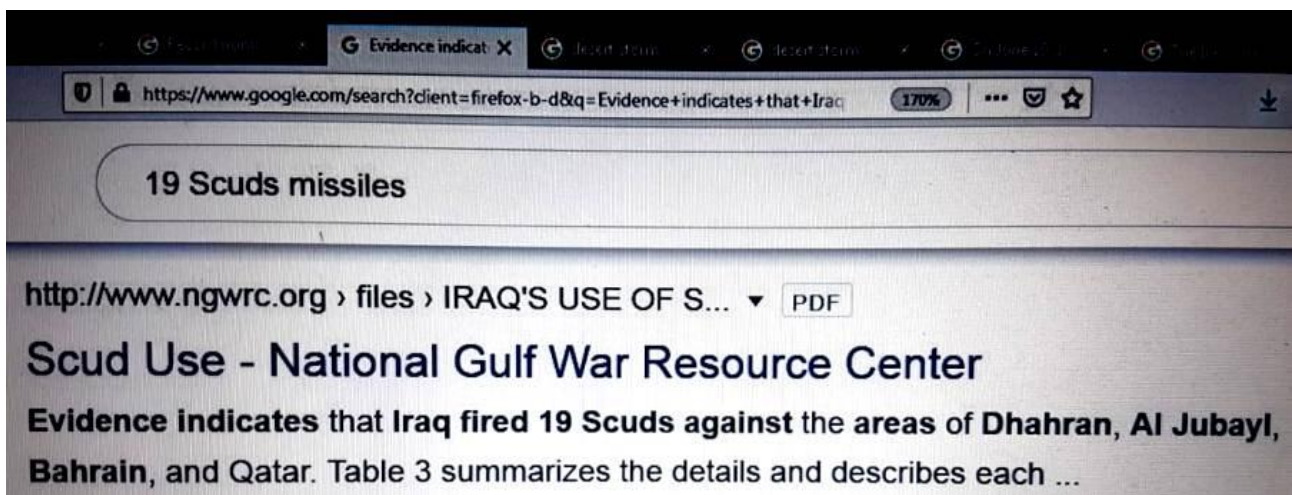 Evidence indicat
https://www.google.com/search?client=firefox-b-d&q=Evidence+indicates+that+Iraq
170%
19 Scuds missiles
http://www.ngwrc.org › files › IRAQ'S USE OF S... ▼ PDF
Scud Use - National Gulf War Resource Center
Evidence indicates that Iraq fired 19 Scuds against the areas of Dhahran, Al Jubayl,
Bahrain, and Qatar. Table 3 summarizes the details and describes each ...